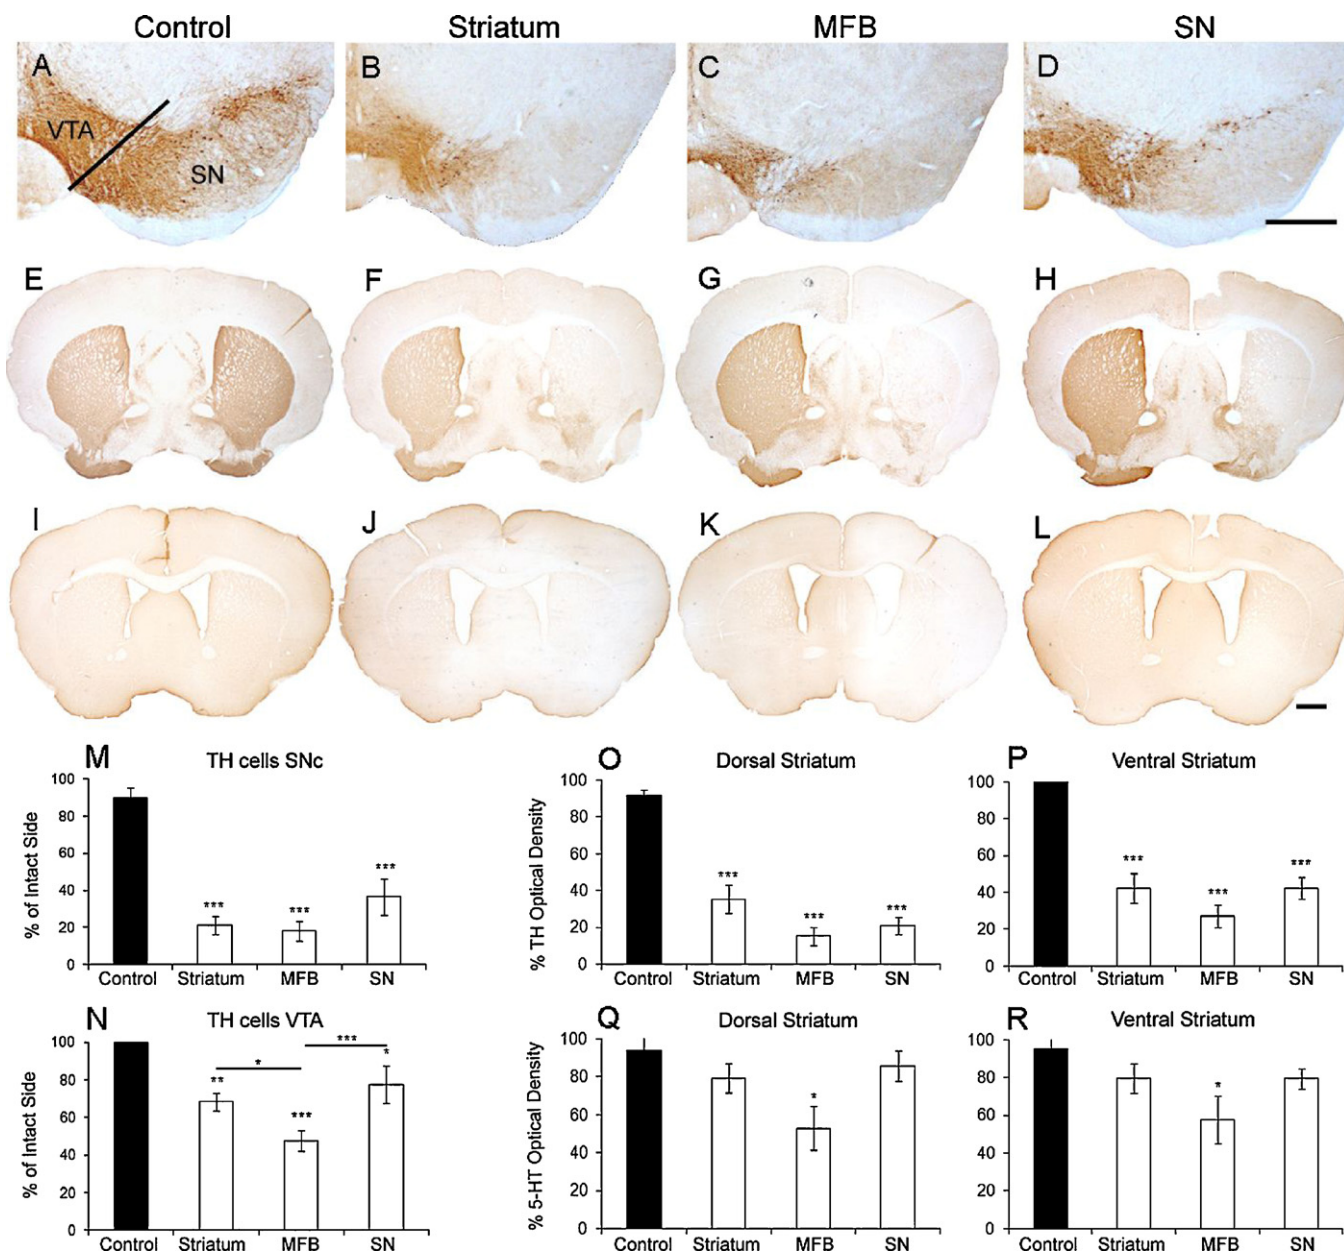 Control Striatum MFB SN
A B C D
VTA
SN
E F G H
I J K L
M TH cells SNc
% of Intact Side
100
80
60
40
20
0
*** *** ***
Control Striatum MFB SN
O Dorsal Striatum
% TH Optical Density
100
80
60
40
20
0
*** *** ***
Control Striatum MFB SN
P Ventral Striatum
100
80
60
40
20
0
*** *** ***
Control Striatum MFB SN
N TH cells VTA
% of Intact Side
100
80
60
40
20
0
* ***
** *** *
Control Striatum MFB SN
Q Dorsal Striatum
% 5-HT Optical Density
100
80
60
40
20
0
*
Control Striatum MFB SN
R Ventral Striatum
100
80
60
40
20
0
*
Control Striatum MFB SN